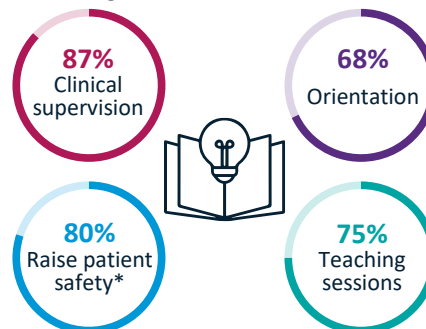 87%
Clinical
supervision
68%
Orientation
80%
Raise patient
safety*
75%
Teaching
sessions